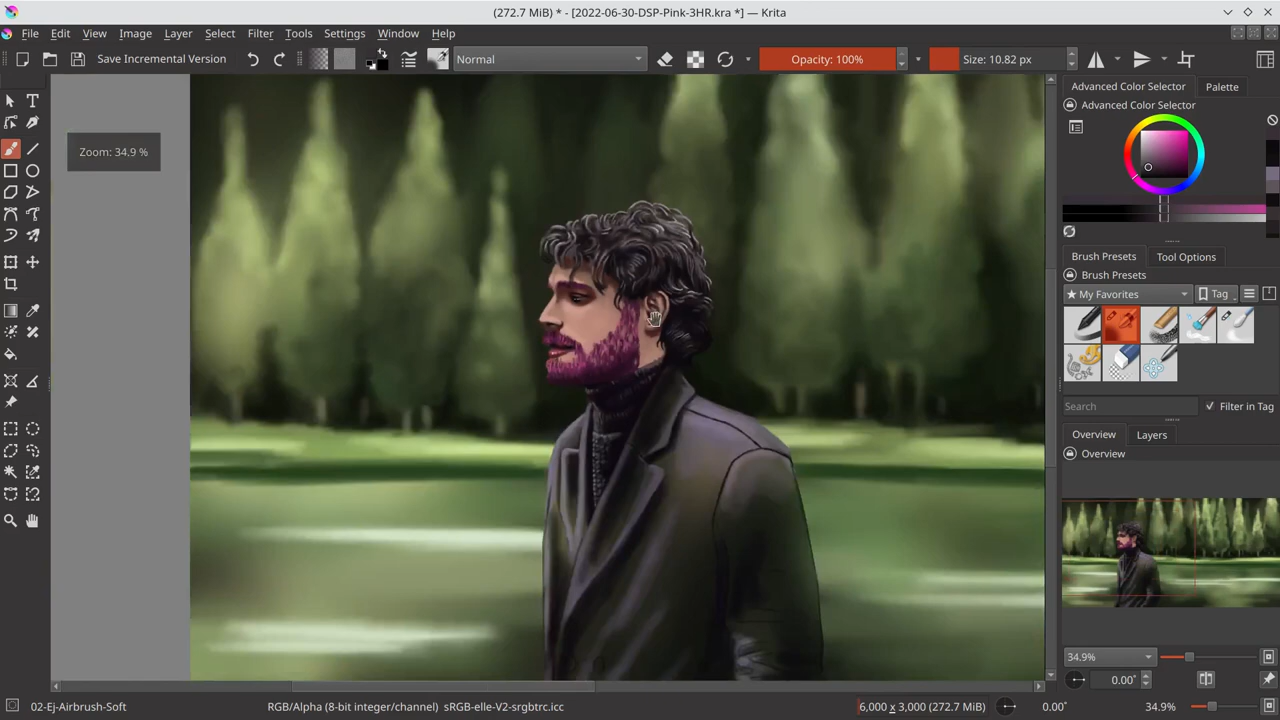 (272.7 MiB) * - [2022-06-30-DSP-Pink-3HR.kra *] — Krita
File Edit View Image Layer Select Filter Tools Settings Window Help
Save Incremental Version Normal Opacity: 100% Size: 10.82 px
Advanced Color Selector Palette
Advanced Color Selector
Zoom: 34.9 %
Brush Presets Tool Options
Brush Presets
★ My Favorites Tag
Search Filter in Tag
Overview Layers
Overview
34.9%
0.00°
02-Ej-Airbrush-Soft RGB/Alpha (8-bit integer/channel) sRGB-elle-V2-srgbtrc.icc 6,000 x 3,000 (272.7 MiB) 0.00° 34.9%